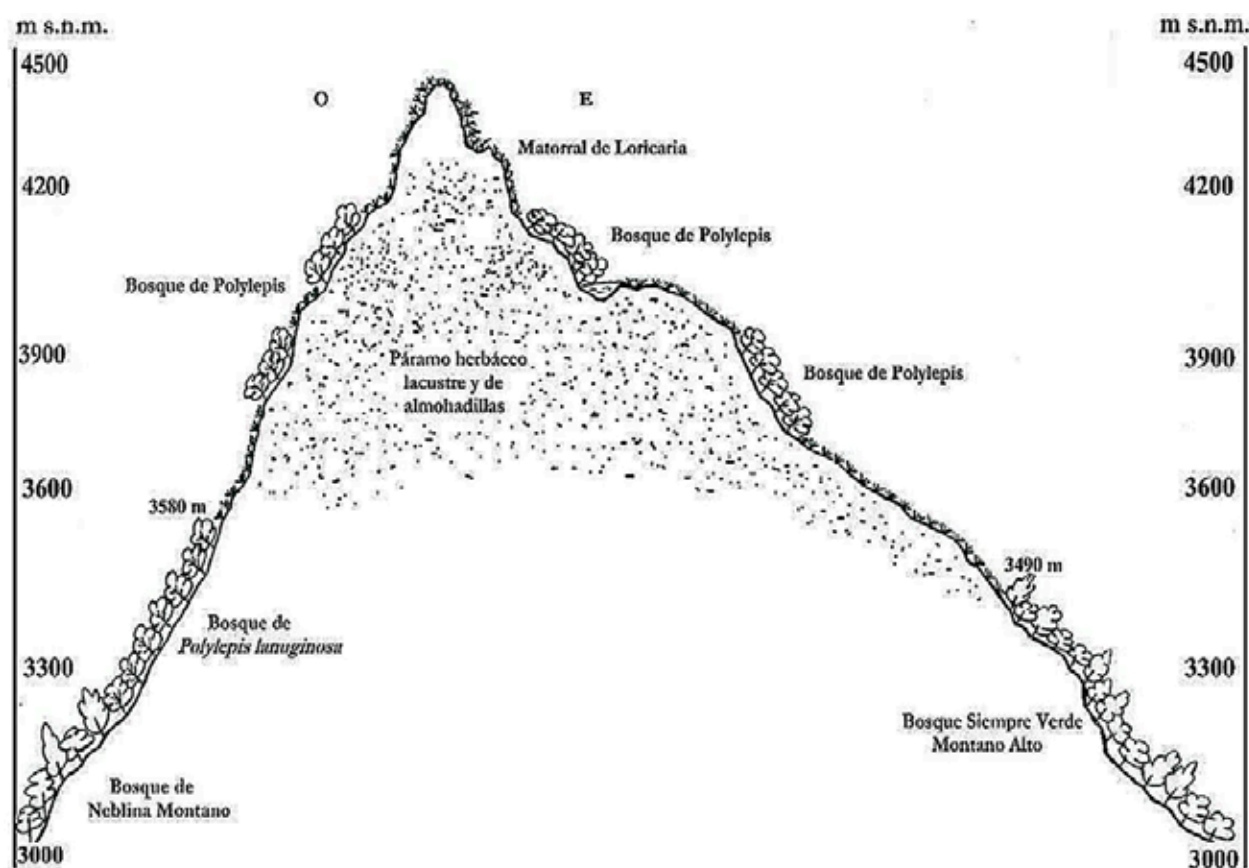 m s.n.m.
m s.n.m.
4500
4500
O
E
Matorral de Loricaria
4200
4200
Bosque de Polylepis
Bosque de Polylepis
3900
3900
Páramo herbáceo
lacustre y de
almohadillas
Bosque de Polylepis
3600
3600
3580 m
3490 m
Bosque de
Polylepis lanuginosa
3300
3300
Bosque Siempre Verde
Montano Alto
Bosque de
Neblina Montano
3000
3000